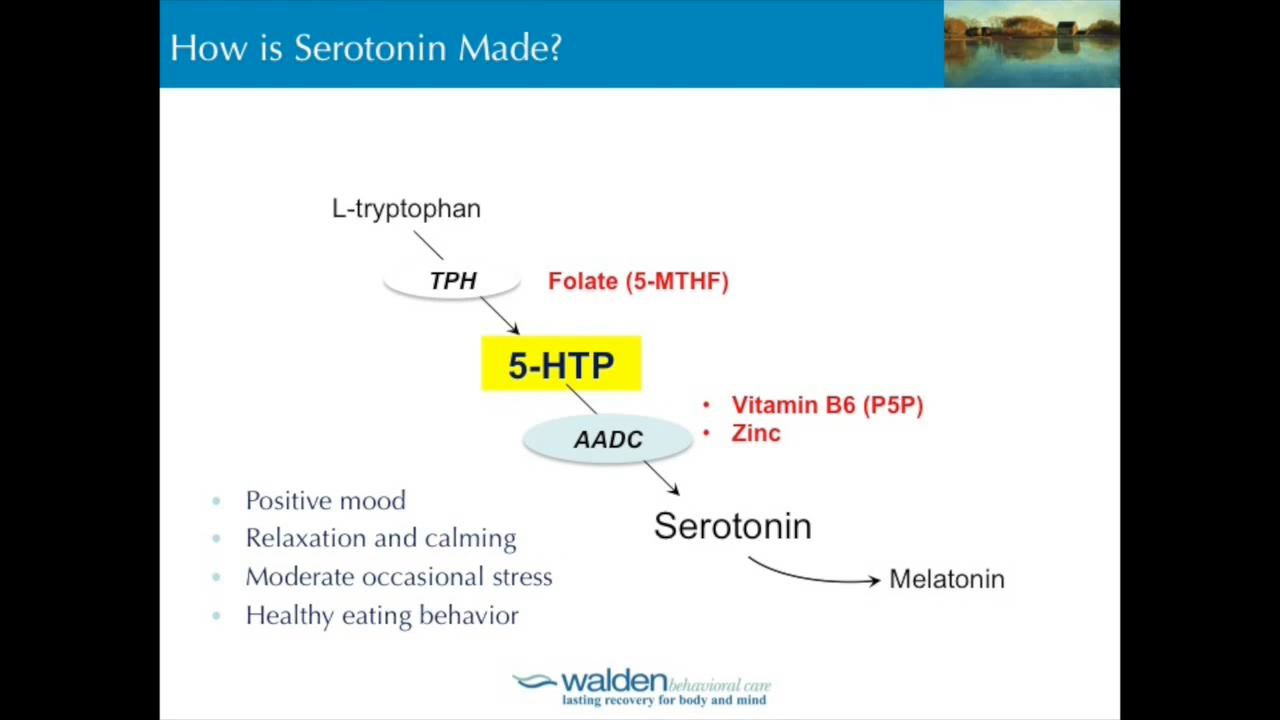 How is Serotonin Made?
L-tryptophan
TPH
Folate (5-MTHF)
5-HTP
• Vitamin B6 (P5P)
AADC
• Zinc
• Positive mood
• Relaxation and calming
• Moderate occasional stress
• Healthy eating behavior
Serotonin
Melatonin
walden behavioral care
lasting recovery for body and mind